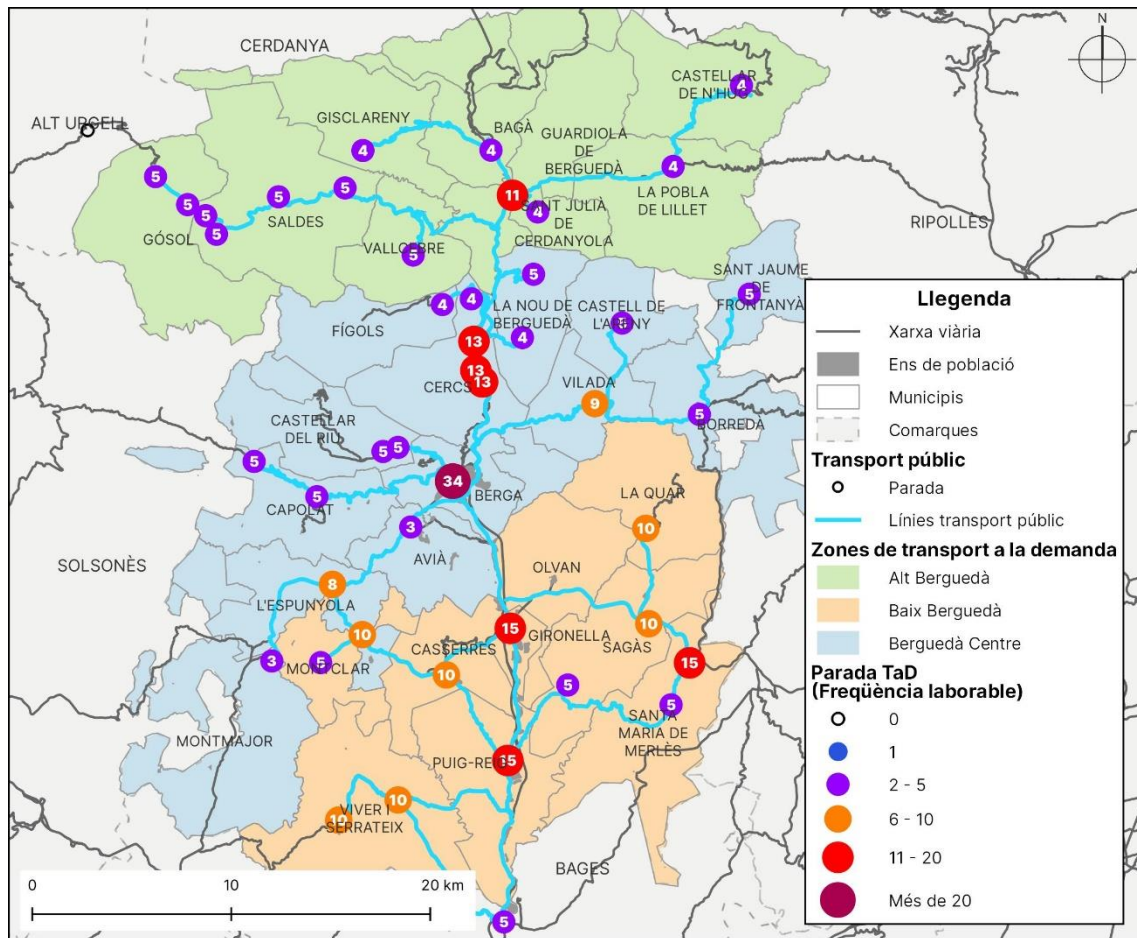 CERDANYA
N
CASTELLAR
DE N'HUG
4
ALT URGELL
GISCLARENY
BAGÀ
GUARDIOLA
DE
BERGUEDÀ
4
4
4
LA POBLA
DE LILLET
5
5
5
5
5
5
11
4
SANT JULIÀ
DE
CERDANYOLA
GÓSOL
SALDES
VALLCEBRE
5
RIPOLLÈS
5
SANT JAUME
DE
FRONTANYÀ
5
4
4
LA NOU DE
BERGUEDÀ
CASTELL DE
L'ARENY
5
FÍGOLS
4
13
13
13
CERCS
VILADA
9
5
BORREDÀ
CASTELLAR
DEL RIU
5
5
5
5
CAPOLAT
34
BERGA
LA QUAR
10
3
AVIÀ
SOLSONÈS
OLVAN
8
L'ESPUNYOLA
10
15
GIRONELLA
SAGÀS
10
CASSERRES
10
3
5
MONTCLAR
15
5
5
SANTA
MARIA DE
MERLÈS
MONTMAJOR
PUIG-REIG
15
10
10
VIVER I
SERRATEIX
BAGES
5
0
10
20 km
Llegenda
Xarxa viària
Ens de població
Municipis
Comarques
Transport públic
Parada
Línies transport públic
Zones de transport a la demanda
Alt Berguedà
Baix Berguedà
Berguedà Centre
Parada TaD
(Freqüència laborable)
0
1
2 - 5
6 - 10
11 - 20
Més de 20